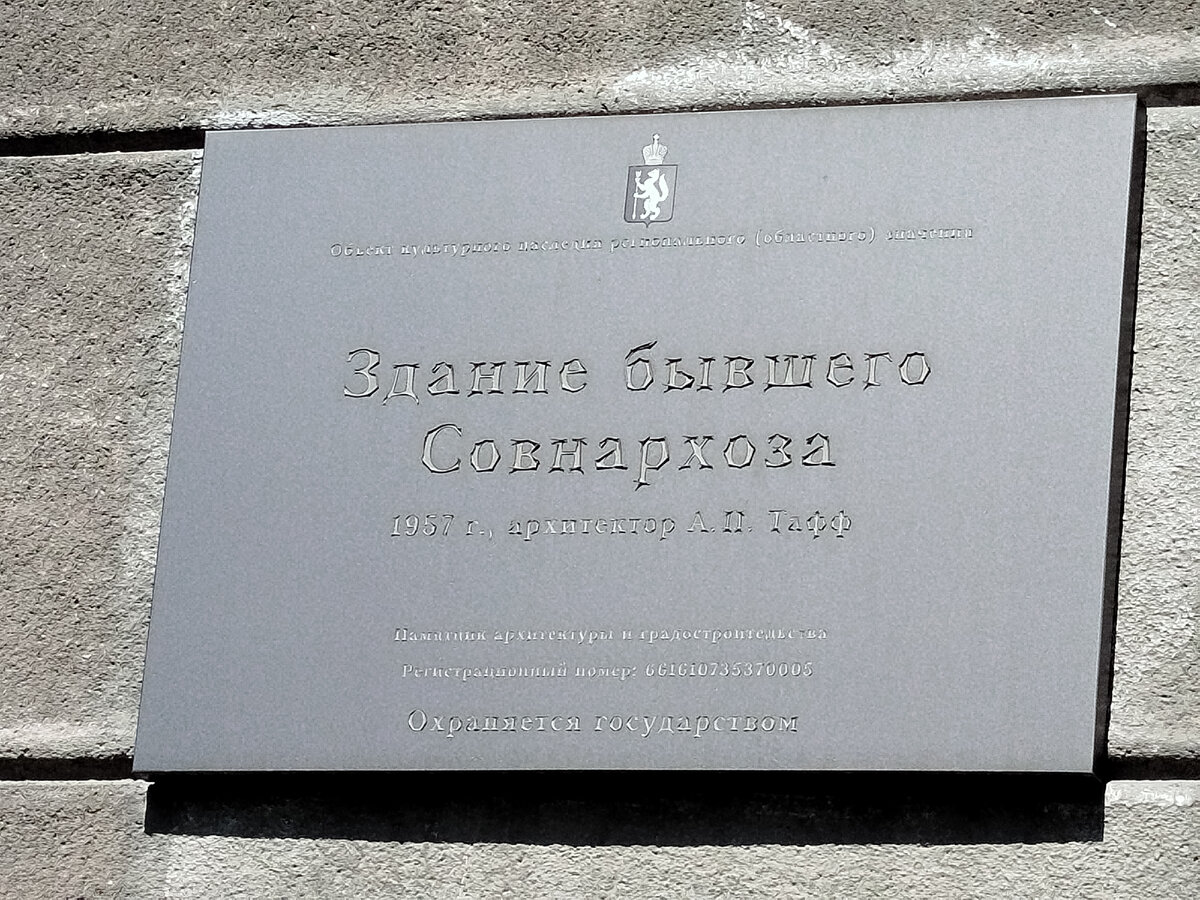 Объект культурного наследия регионального (областного) значения
Здание бывшего
Совнархоза
1957 г., архитектор А.П. Тафф
Памятник архитектуры и градостроительства
Регистрационный номер: 661610735370005
Охраняется государством